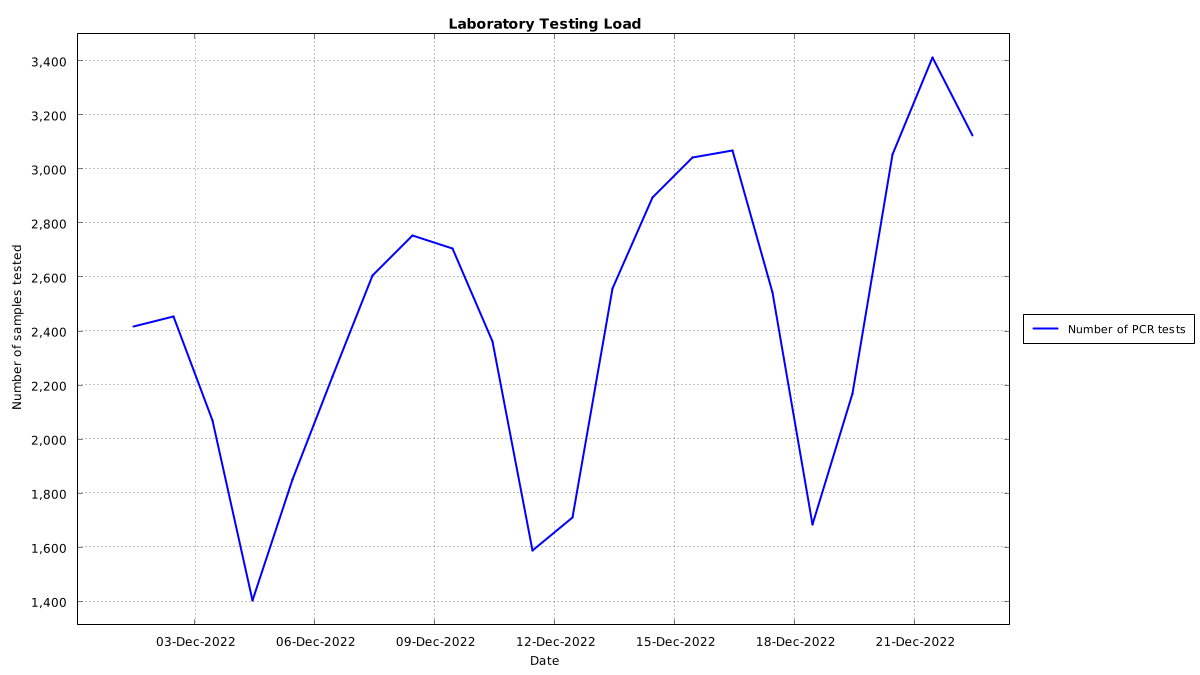 Laboratory Testing Load
3,400
3,200
3,000
2,800
2,600
2,400
2,200
2,000
1,800
1,600
1,400
Number of samples tested
03-Dec-2022
06-Dec-2022
09-Dec-2022
12-Dec-2022
15-Dec-2022
18-Dec-2022
21-Dec-2022
Date
Number of PCR tests